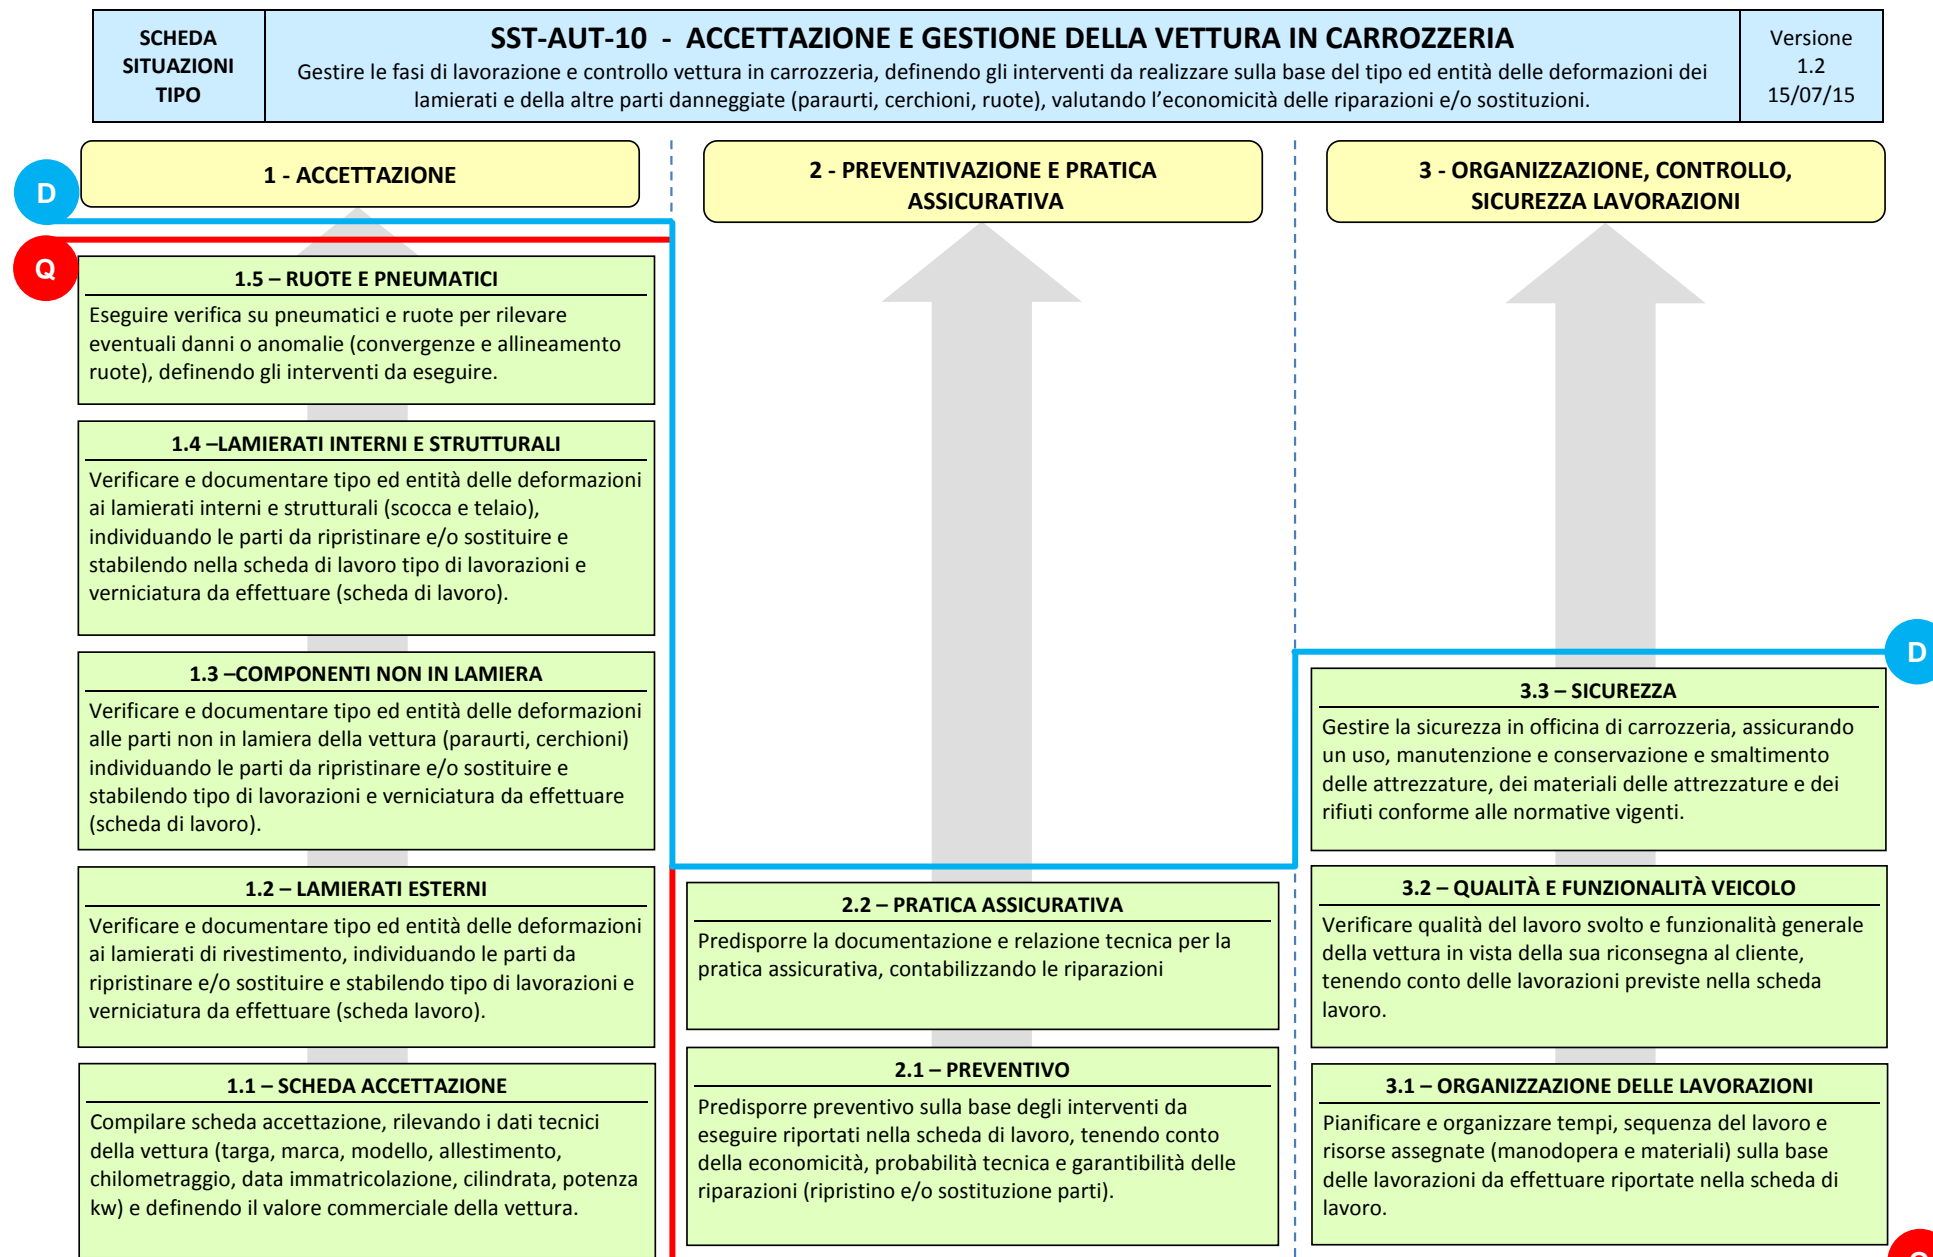 SCHEDA
SITUAZIONI
TIPO
SST-AUT-10 - ACCETTAZIONE E GESTIONE DELLA VETTURA IN CARROZZERIA
Gestire le fasi di lavorazione e controllo vettura in carrozzeria, definendo gli interventi da realizzare sulla base del tipo ed entità delle deformazioni dei
lamierati e della altre parti danneggiate (paraurti, cerchioni, ruote), valutando l’economicità delle riparazioni e/o sostituzioni.
Versione
1.2
15/07/15
D
Q
1 - ACCETTAZIONE
1.5 – RUOTE E PNEUMATICI
Eseguire verifica su pneumatici e ruote per rilevare
eventuali danni o anomalie (convergenze e allineamento
ruote), definendo gli interventi da eseguire.
1.4 –LAMIERATI INTERNI E STRUTTURALI
Verificare e documentare tipo ed entità delle deformazioni
ai lamierati interni e strutturali (scocca e telaio),
individuando le parti da ripristinare e/o sostituire e
stabilendo nella scheda di lavoro tipo di lavorazioni e
verniciatura da effettuare (scheda di lavoro).
1.3 –COMPONENTI NON IN LAMIERA
Verificare e documentare tipo ed entità delle deformazioni
alle parti non in lamiera della vettura (paraurti, cerchioni)
individuando le parti da ripristinare e/o sostituire e
stabilendo tipo di lavorazioni e verniciatura da effettuare
(scheda di lavoro).
1.2 – LAMIERATI ESTERNI
Verificare e documentare tipo ed entità delle deformazioni
ai lamierati di rivestimento, individuando le parti da
ripristinare e/o sostituire e stabilendo tipo di lavorazioni e
verniciatura da effettuare (scheda lavoro).
1.1 – SCHEDA ACCETTAZIONE
Compilare scheda accettazione, rilevando i dati tecnici
della vettura (targa, marca, modello, allestimento,
chilometraggio, data immatricolazione, cilindrata, potenza
kw) e definendo il valore commerciale della vettura.
2 - PREVENTIVAZIONE E PRATICA
ASSICURATIVA
2.2 – PRATICA ASSICURATIVA
Predisporre la documentazione e relazione tecnica per la
pratica assicurativa, contabilizzando le riparazioni
2.1 – PREVENTIVO
Predisporre preventivo sulla base degli interventi da
eseguire riportati nella scheda di lavoro, tenendo conto
della economicità, probabilità tecnica e garantibilità delle
riparazioni (ripristino e/o sostituzione parti).
3 - ORGANIZZAZIONE, CONTROLLO,
SICUREZZA LAVORAZIONI
D
3.3 – SICUREZZA
Gestire la sicurezza in officina di carrozzeria, assicurando
un uso, manutenzione e conservazione e smaltimento
delle attrezzature, dei materiali delle attrezzature e dei
rifiuti conforme alle normative vigenti.
3.2 – QUALITÀ E FUNZIONALITÀ VEICOLO
Verificare qualità del lavoro svolto e funzionalità generale
della vettura in vista della sua riconsegna al cliente,
tenendo conto delle lavorazioni previste nella scheda
lavoro.
3.1 – ORGANIZZAZIONE DELLE LAVORAZIONI
Pianificare e organizzare tempi, sequenza del lavoro e
risorse assegnate (manodopera e materiali) sulla base
delle lavorazioni da effettuare riportate nella scheda di
lavoro.